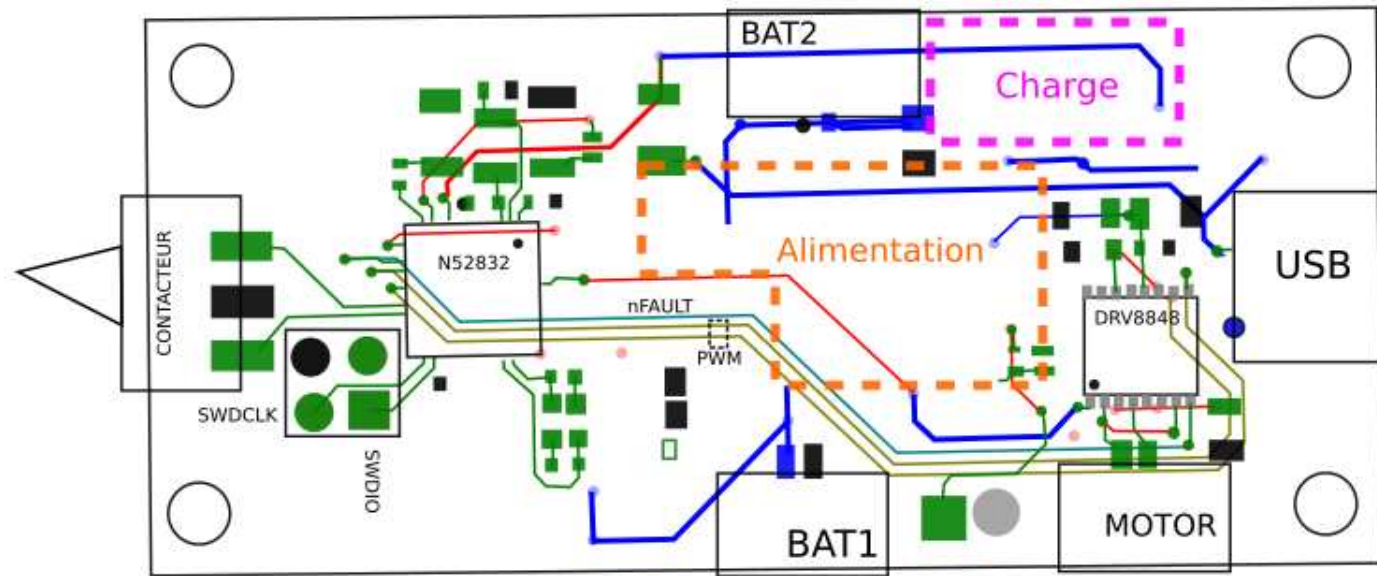 BAT2
Charge
CONTACTEUR
N52832
Alimentation
USB
nFAULT
DRV8848
PWM
SWDCLK
SWDIO
BAT1
MOTOR